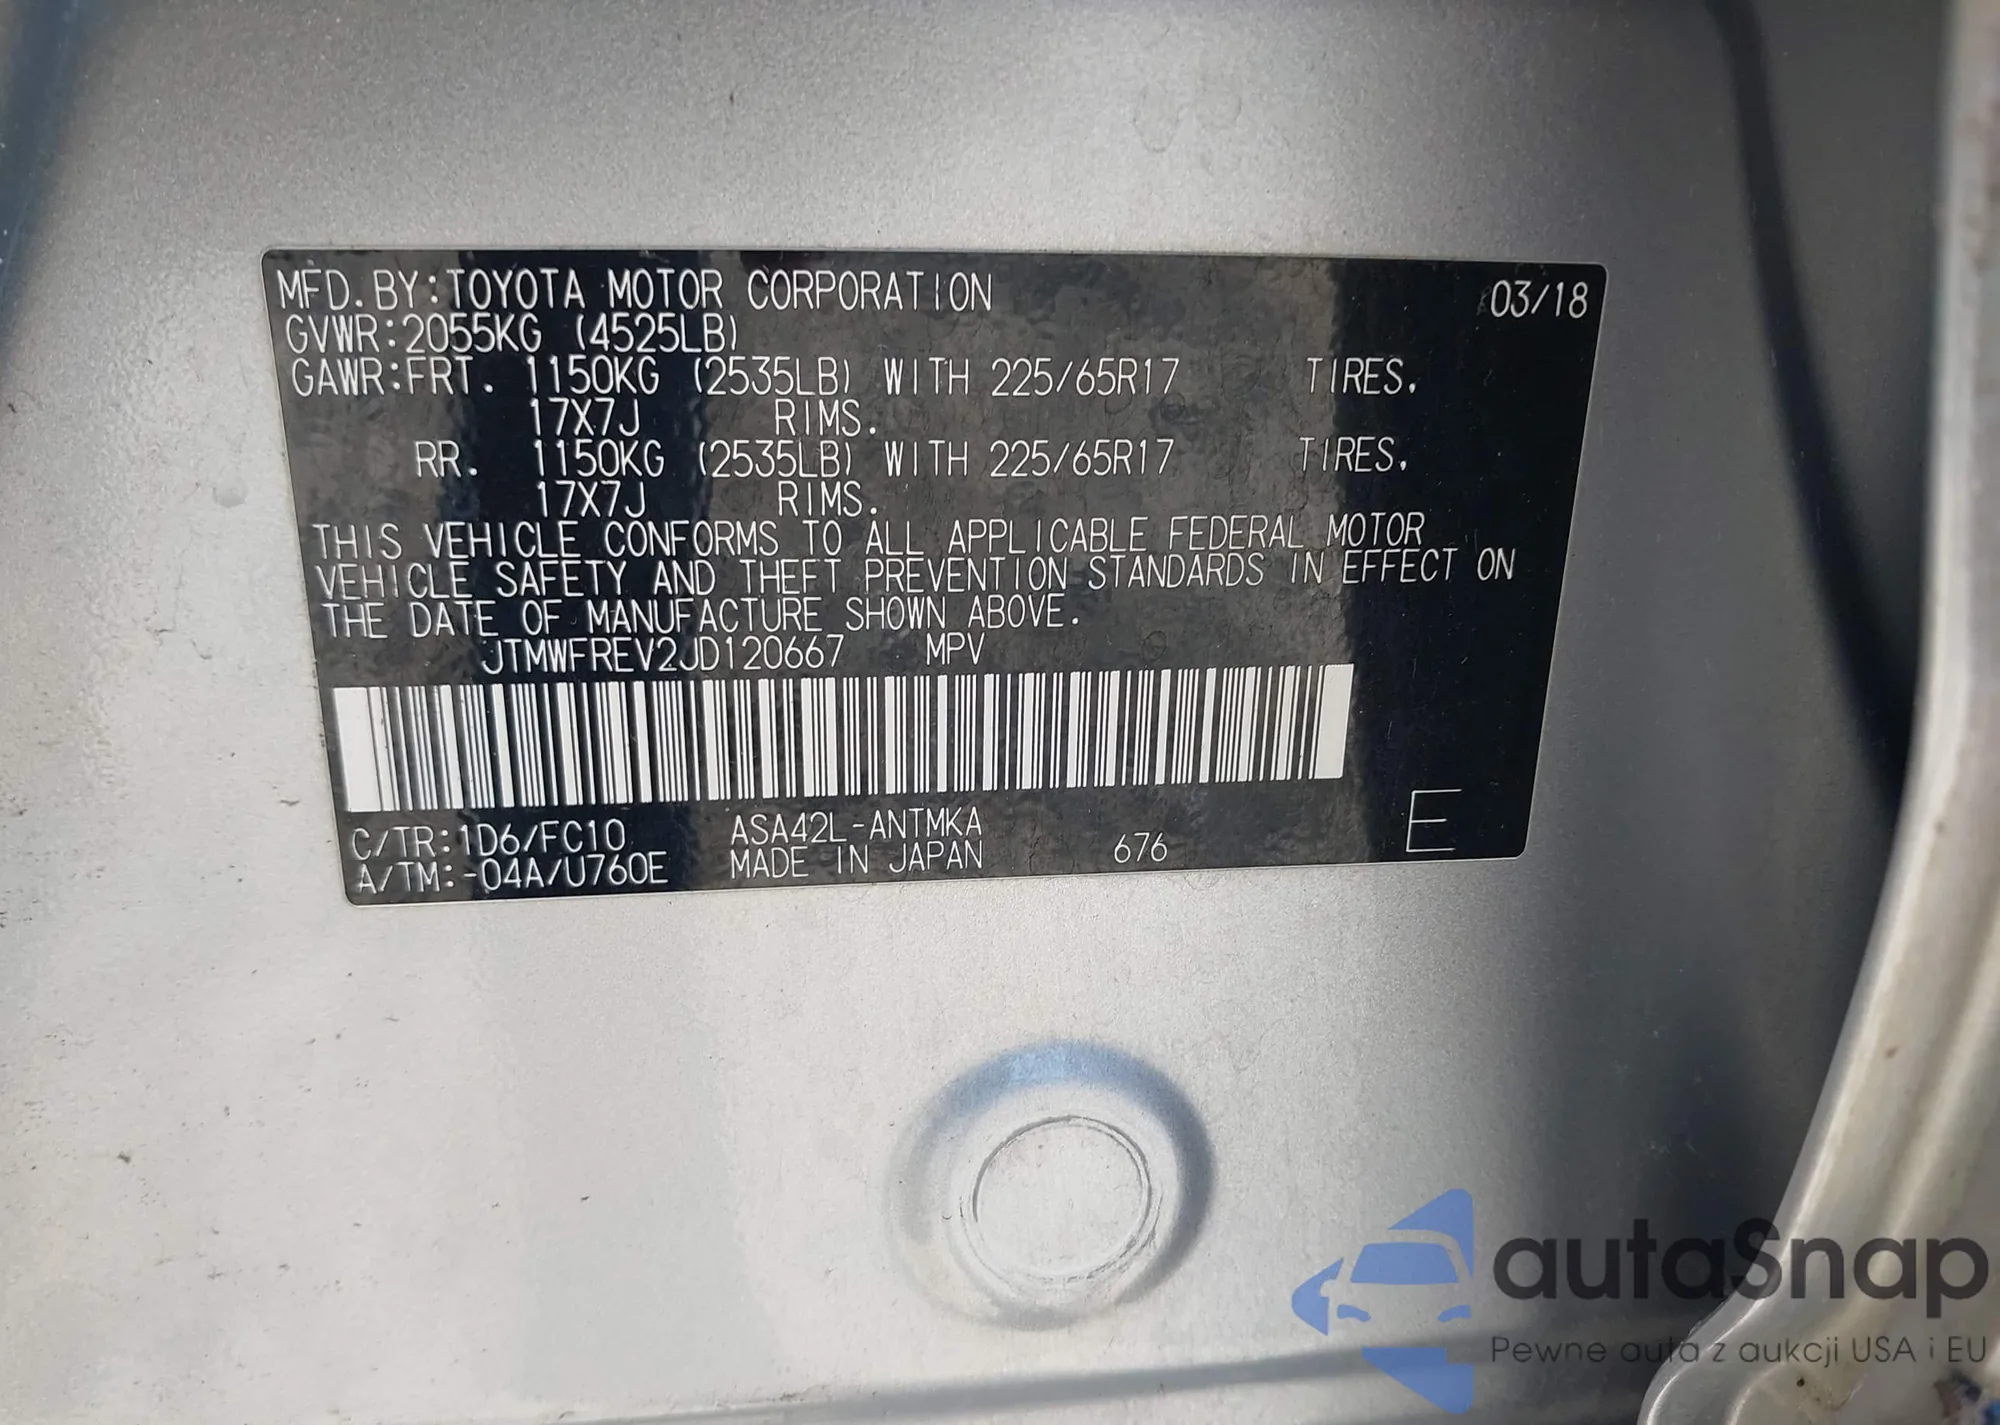 MFD. BY: TOYOTA MOTOR CORPORATION 03/18
GVWR: 2055KG (4525LB)
GAWR: FRT. 1150KG (2535LB) WITH 225/65R17 TIRES.
17X7J RIMS.
RR. 1150KG (2535LB) WITH 225/65R17 TIRES.
17X7J RIMS.
THIS VEHICLE CONFORMS TO ALL APPLICABLE FEDERAL MOTOR
VEHICLE SAFETY AND THEFT PREVENTION STANDARDS IN EFFECT ON
THE DATE OF MANUFACTURE SHOWN ABOVE.
JTMWFREV2JD120667 MPV
C/TR: 1D6/FC10 ASA42L-ANTMKA
A/TM: -04A/U760E MADE IN JAPAN 676 E
autaSnap
Pewne auta z aukcji USA i EU